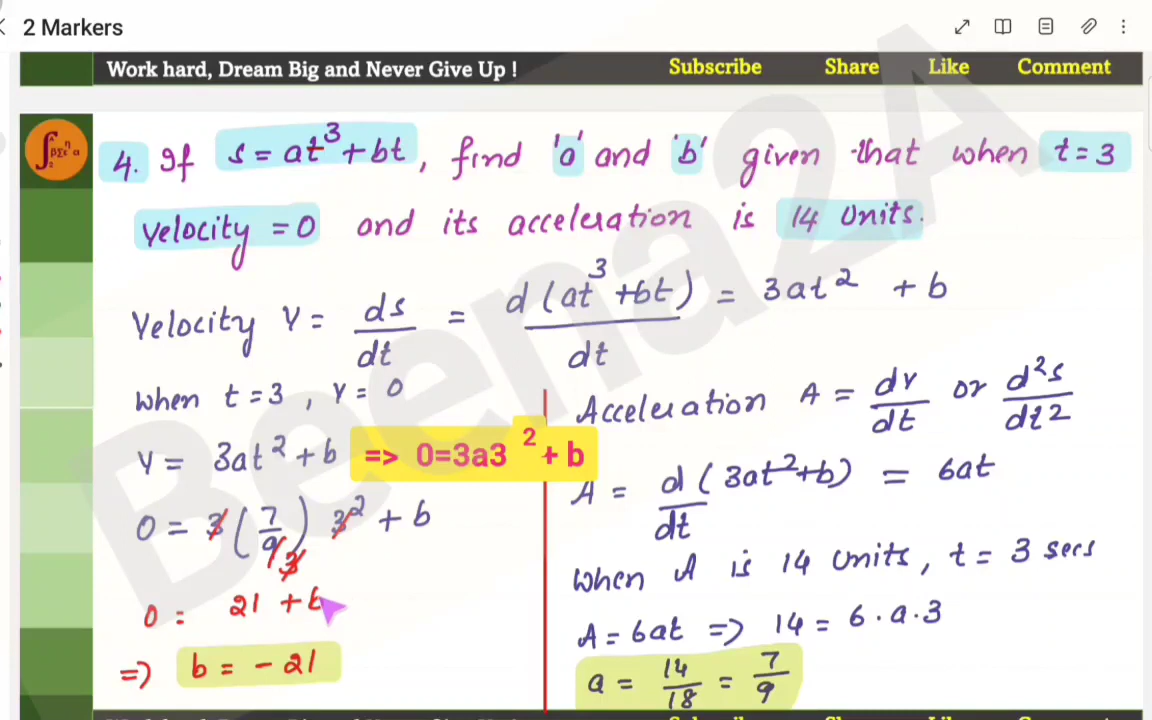 2 Markers
Work hard, Dream Big and Never Give Up ! Subscribe Share Like Comment
4. If s = at³ + bt, find 'a' and 'b' given that when t = 3
velocity = 0 and its acceleration is 14 units.
Velocity V = ds/dt = d(at³+bt)/dt = 3at² + b
when t = 3, V = 0
V = 3at² + b => 0=3a3² + b
0 = 3(7/9) 3² + b
3
0 = 21 + b
=> b = -21
Acceleration A = dv/dt or d²s/dt2
A = d/dt (3at²+b) = 6at
When A is 14 Units, t = 3 secs
A = 6at => 14 = 6·a·3
a = 14/18 = 7/9
Beena2A